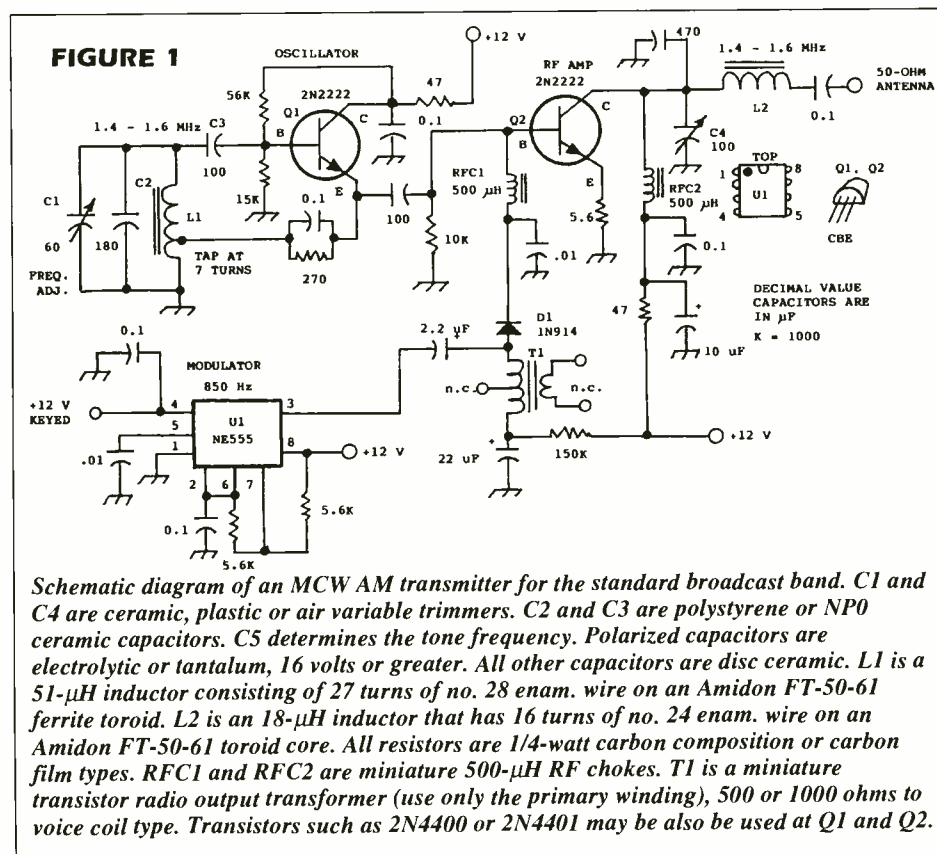 FIGURE 1
OSCILLATOR
+12 V
470
1.4 - 1.6 MHz
RF AMP
2N2222
50-OHM
ANTENNA
56K
2N2222
47
Q1
C
B
E
0.1
Q2
B
C
E
L2
0.1
1.4 - 1.6 MHz
C3
100
C4
100
RFC1
500 µH
RFC2
500 µH
TOP
1
8
U1
4
5
Q1, Q2
CBE
C2
C1
60
180
L1
15K
0.1
100
10K
5.6
.01
0.1
TAP AT
7 TURNS
270
FREQ.
ADJ.
DECIMAL VALUE
CAPACITORS ARE
IN µF
K = 1000
47
+
10 uF
D1
1N914
2.2 uF
+
T1
n.c.
n.c.
0.1
MODULATOR
850 Hz
+12 V
KEYED
4
U1
NE555
3
5
1
8
+12 V
.01
2
6
7
0.1
5.6K
5.6K
+
22 uF
150K
+12 V
Schematic diagram of an MCW AM transmitter for the standard broadcast band. C1 and
C4 are ceramic, plastic or air variable trimmers. C2 and C3 are polystyrene or NP0
ceramic capacitors. C5 determines the tone frequency. Polarized capacitors are
electrolytic or tantalum, 16 volts or greater. All other capacitors are disc ceramic. L1 is a
51-µH inductor consisting of 27 turns of no. 28 enam. wire on an Amidon FT-50-61
ferrite toroid. L2 is an 18-µH inductor that has 16 turns of no. 24 enam. wire on an
Amidon FT-50-61 toroid core. All resistors are 1/4-watt carbon composition or carbon
film types. RFC1 and RFC2 are miniature 500-µH RF chokes. T1 is a miniature
transistor radio output transformer (use only the primary winding), 500 or 1000 ohms to
voice coil type. Transistors such as 2N4400 or 2N4401 may be also be used at Q1 and Q2.